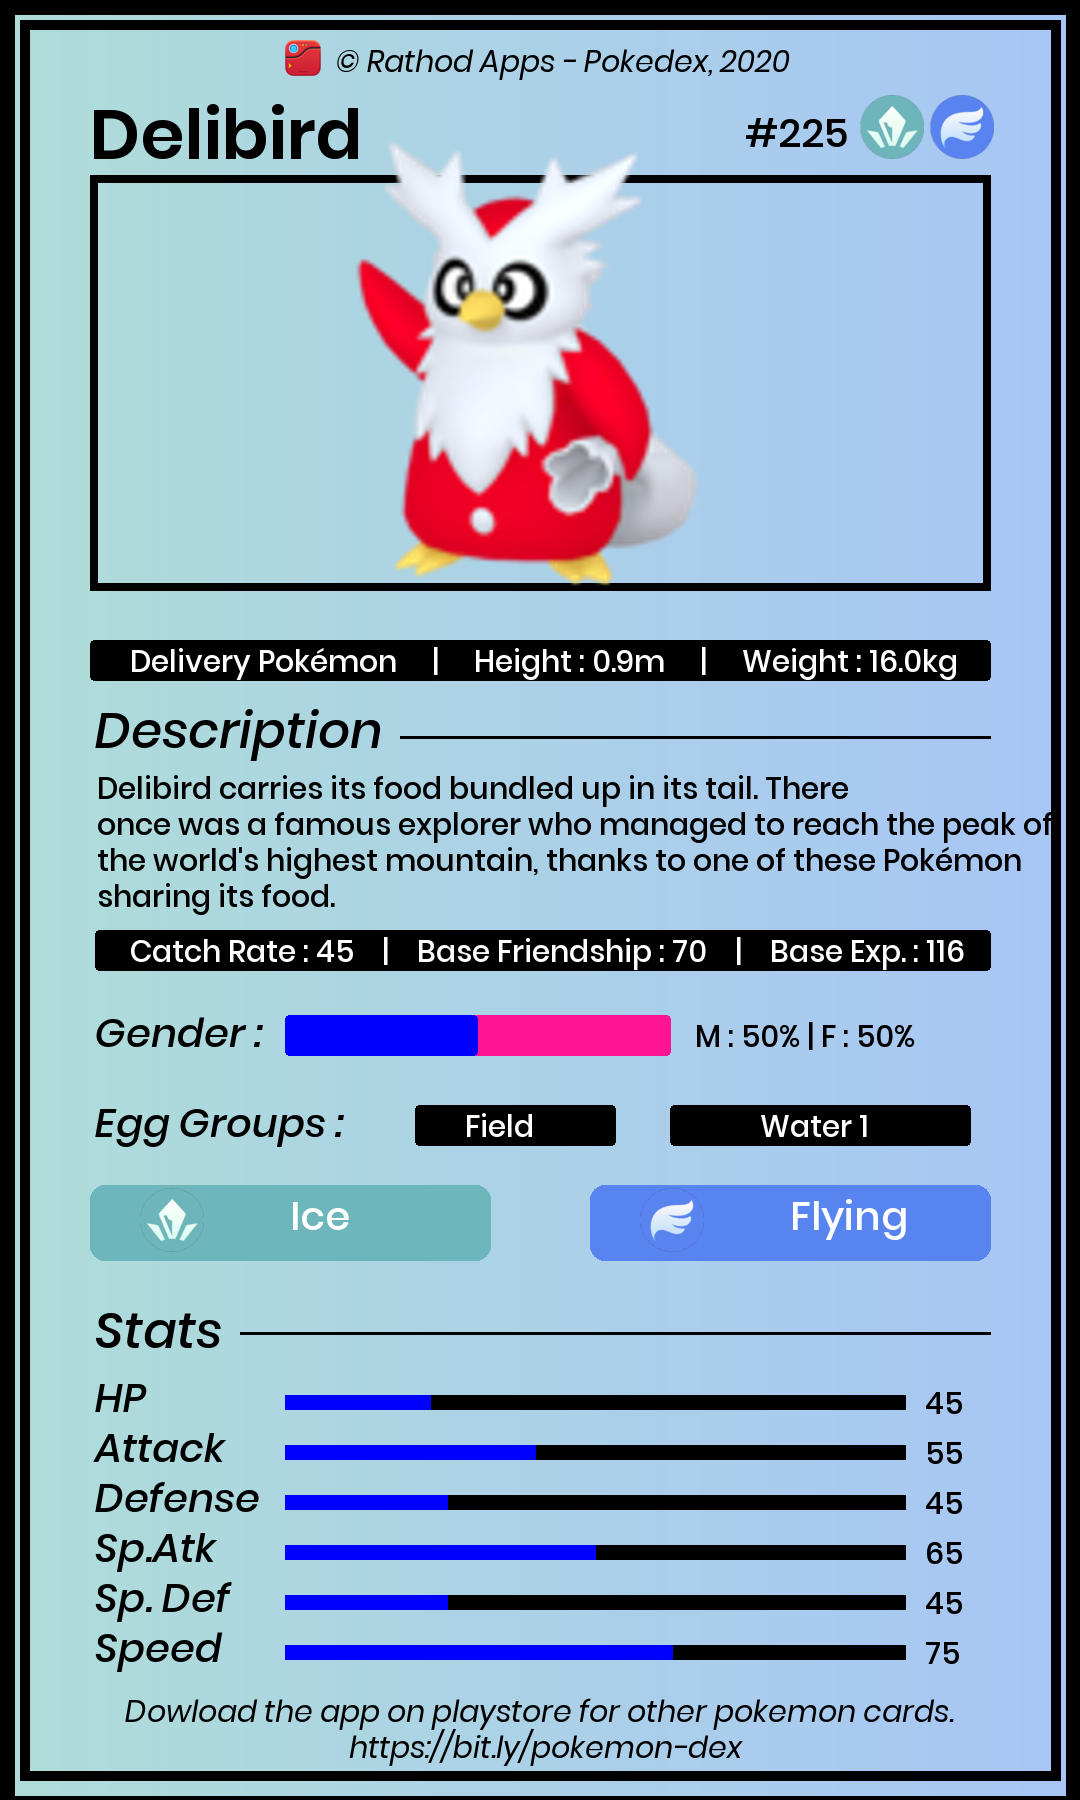 © Rathod Apps - Pokedex, 2020
Delibird
#225
Delivery Pokémon | Height : 0.9m | Weight : 16.0kg
Description
Delibird carries its food bundled up in its tail. There
once was a famous explorer who managed to reach the peak of
the world's highest mountain, thanks to one of these Pokémon
sharing its food.
Catch Rate : 45 | Base Friendship : 70 | Base Exp. : 116
Gender : M : 50% | F : 50%
Egg Groups : Field Water 1
Ice Flying
Stats
HP 45
Attack 55
Defense 45
Sp.Atk 65
Sp. Def 45
Speed 75
Dowload the app on playstore for other pokemon cards.
https://bit.ly/pokemon-dex